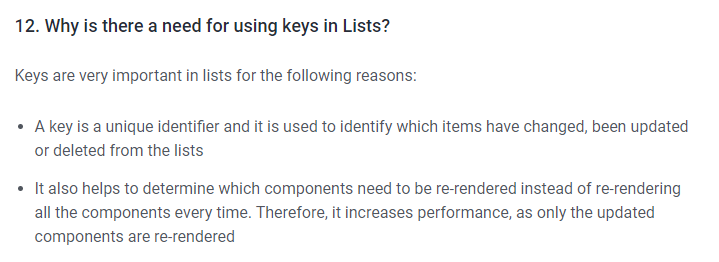 12. Why is there a need for using keys in Lists?
Keys are very important in lists for the following reasons:
• A key is a unique identifier and it is used to identify which items have changed, been updated
or deleted from the lists
• It also helps to determine which components need to be re-rendered instead of re-rendering
all the components every time. Therefore, it increases performance, as only the updated
components are re-rendered